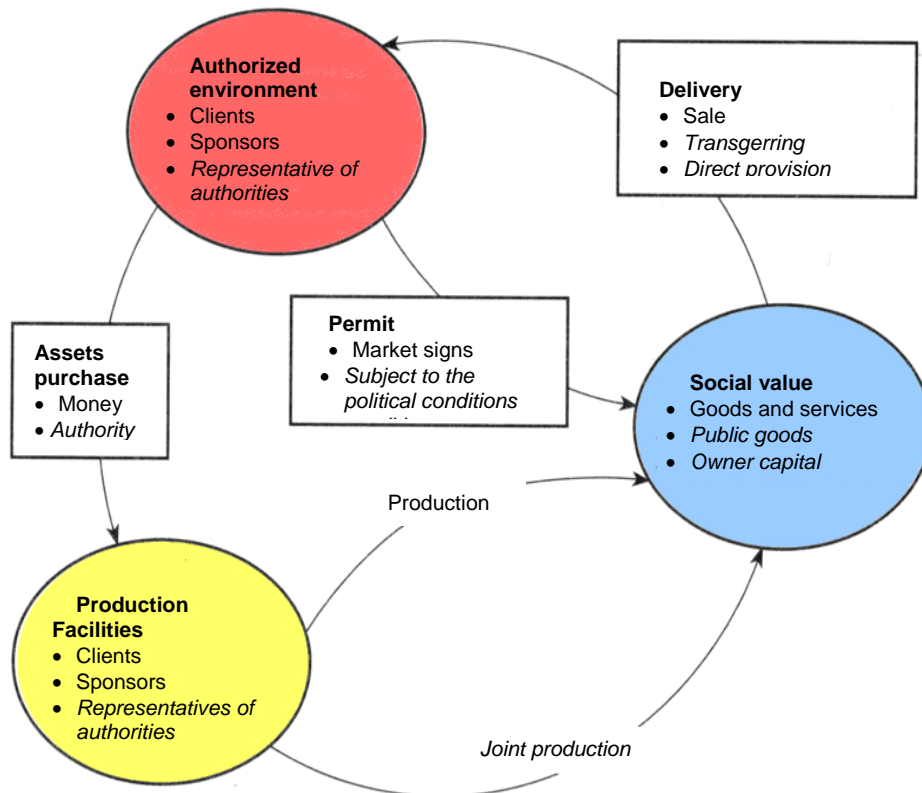 Authorized
environment
• Clients
• Sponsors
• Representative of
authorities
Delivery
• Sale
• Transgerring
• Direct provision
Permit
• Market signs
• Subject to the
political conditions
Assets
purchase
• Money
• Authority
Social value
• Goods and services
• Public goods
• Owner capital
Production
Production
Facilities
• Clients
• Sponsors
• Representatives of
authorities
Joint production